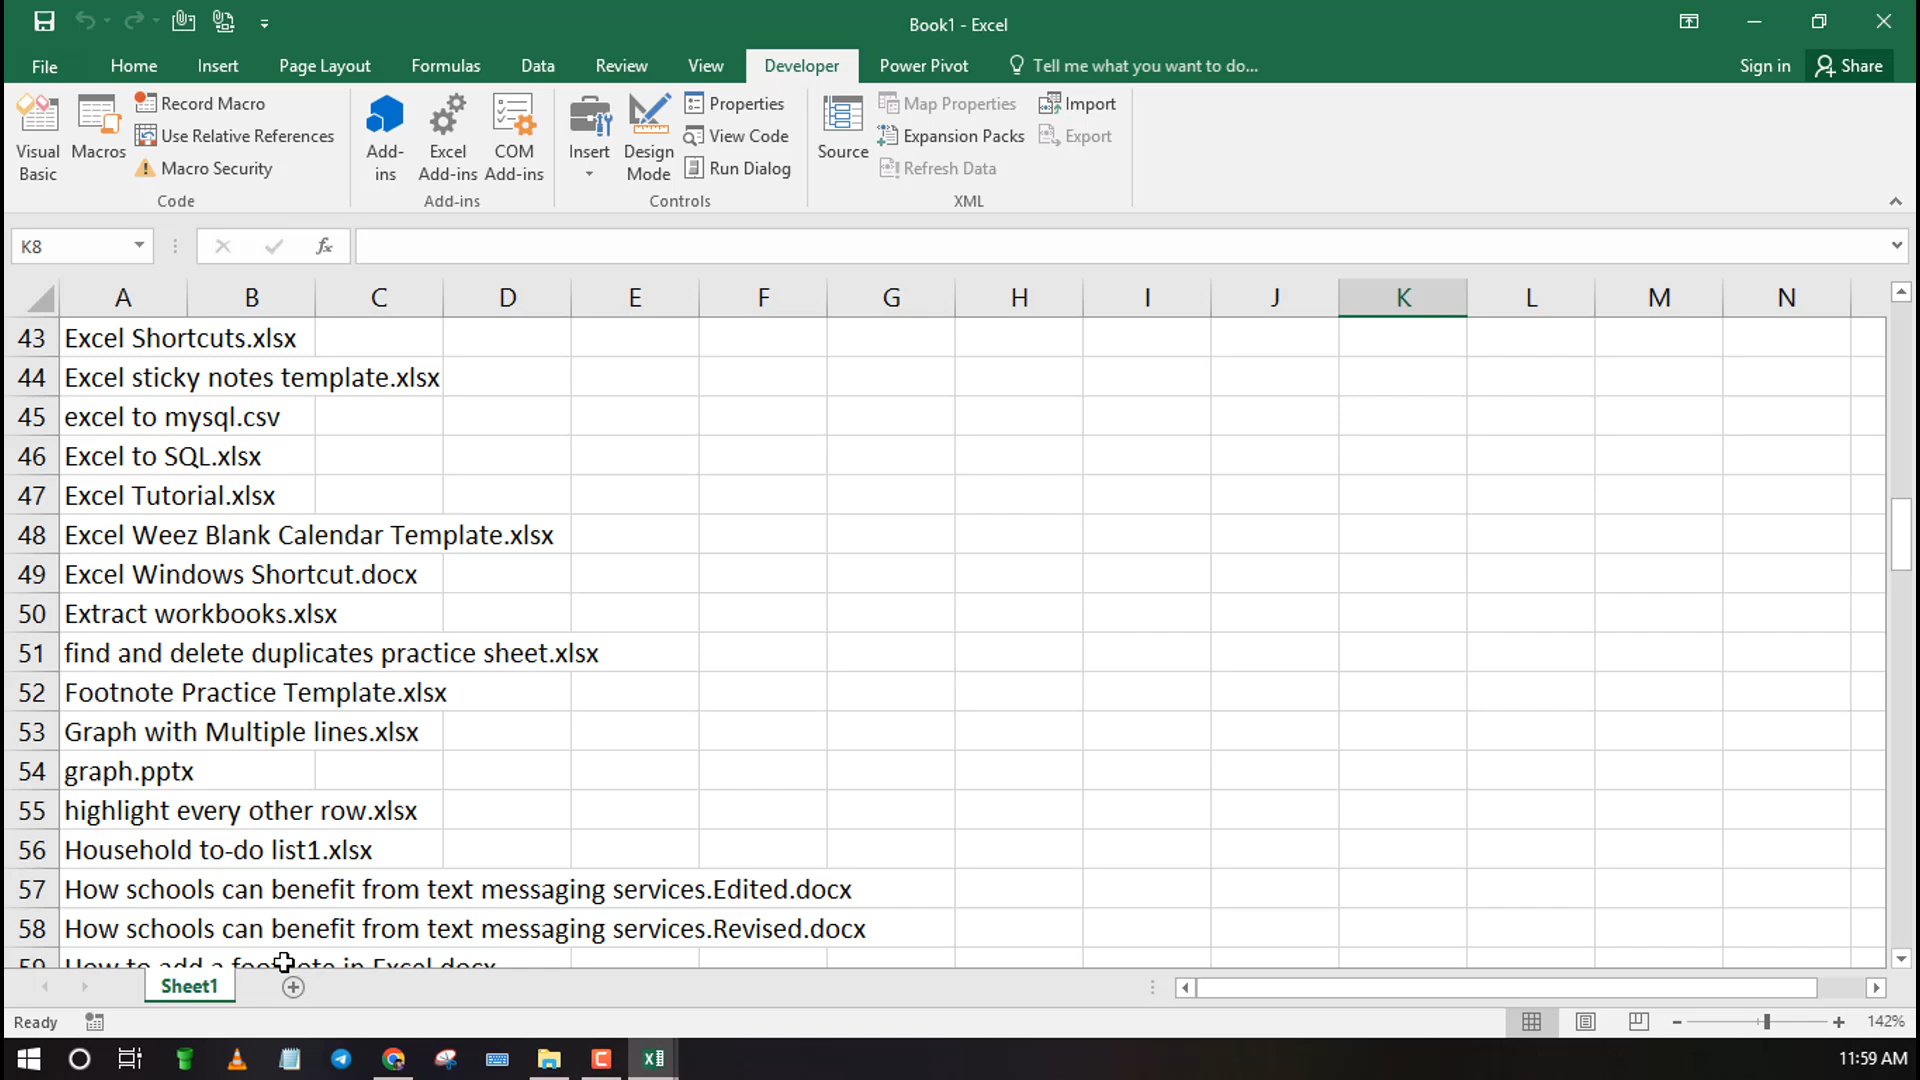 Book1 - Excel
File Home Insert Page Layout Formulas Data Review View Developer Power Pivot Tell me what you want to do... Sign in Share
Visual Basic
Macros
Record Macro
Use Relative References
Macro Security
Code
Add-ins
Excel Add-ins
COM Add-ins
Add-ins
Insert
Design Mode
Properties
View Code
Run Dialog
Controls
Source
Map Properties
Expansion Packs
Refresh Data
Import
Export
XML
K8
fx
A B C D E F G H I J K L M N
43 Excel Shortcuts.xlsx
44 Excel sticky notes template.xlsx
45 excel to mysql.csv
46 Excel to SQL.xlsx
47 Excel Tutorial.xlsx
48 Excel Weez Blank Calendar Template.xlsx
49 Excel Windows Shortcut.docx
50 Extract workbooks.xlsx
51 find and delete duplicates practice sheet.xlsx
52 Footnote Practice Template.xlsx
53 Graph with Multiple lines.xlsx
54 graph.pptx
55 highlight every other row.xlsx
56 Household to-do list1.xlsx
57 How schools can benefit from text messaging services.Edited.docx
58 How schools can benefit from text messaging services.Revised.docx
59 How to add a footnote in Excel.docx
Sheet1
Ready
142%
11:59 AM